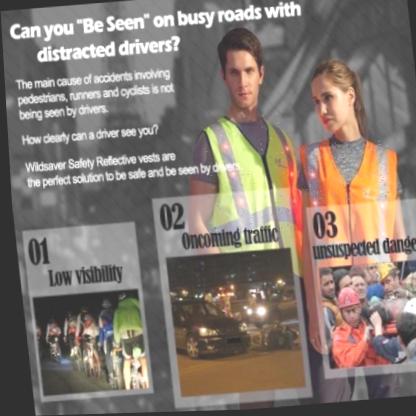 Can you "Be Seen" on busy roads with
distracted drivers?
The main cause of accidents involving
pedestrians, runners and cyclists is not
being seen by drivers.
How clearly can a driver see you?
Wildsaver Safety Reflective vests are
the perfect solution to be safe and be seen by drivers.
01
Low visibility
02
Oncoming traffic
03
unsuspected dange